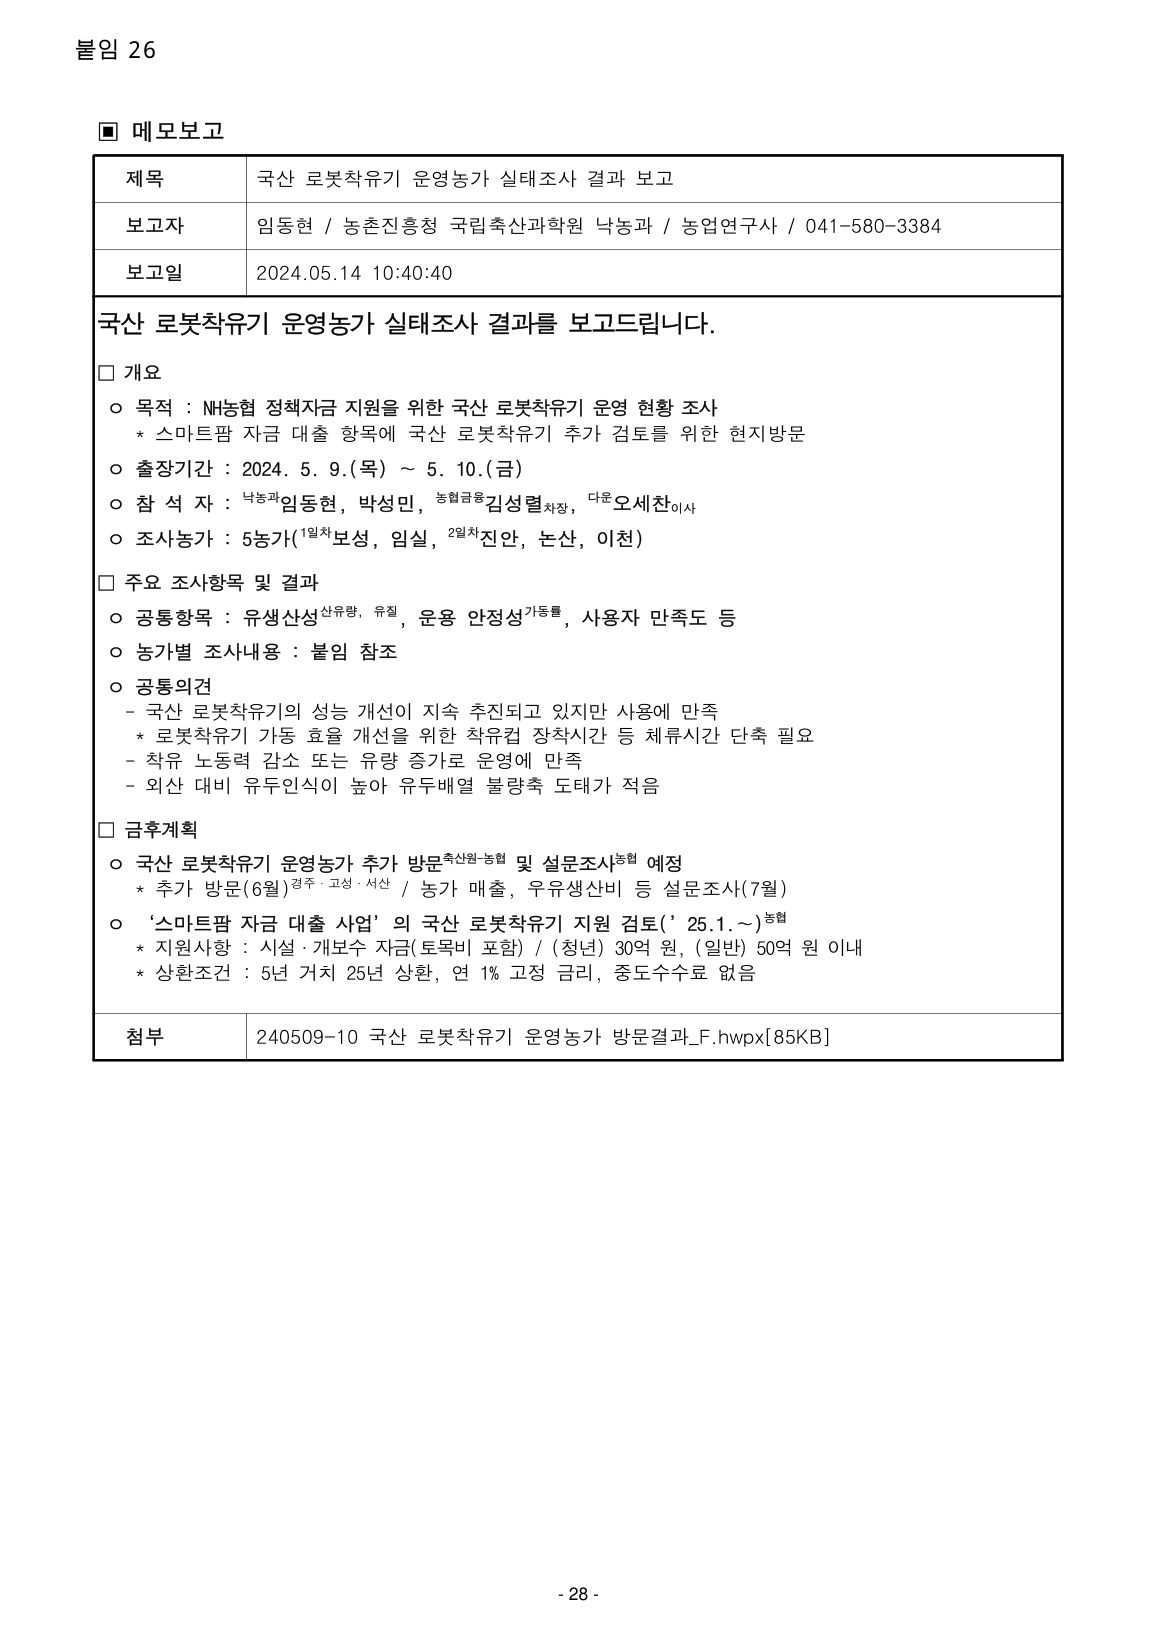 붙임 26
▣ 메모보고
제목 국산 로봇착유기 운영농가 실태조사 결과 보고
보고자 임동현 / 농촌진흥청 국립축산과학원 낙농과 / 농업연구사 / 041-580-3384
보고일 2024.05.14 10:40:40
국산 로봇착유기 운영농가 실태조사 결과를 보고드립니다.
□ 개요
ㅇ 목적 : NH농협 정책자금 지원을 위한 국산 로봇착유기 운영 현황 조사
* 스마트팜 자금 대출 항목에 국산 로봇착유기 추가 검토를 위한 현지방문
ㅇ 출장기간 : 2024. 5. 9.(목) ~ 5. 10.(금)
ㅇ 참 석 자 : 낙농과임동현, 박성민, 농협금융김성렬차장, 다운오세찬이사
ㅇ 조사농가 : 5농가(1일차보성, 임실, 2일차진안, 논산, 이천)
□ 주요 조사항목 및 결과
ㅇ 공통항목 : 유생산성산유량, 유질, 운용 안정성가동률, 사용자 만족도 등
ㅇ 농가별 조사내용 : 붙임 참조
ㅇ 공통의견
- 국산 로봇착유기의 성능 개선이 지속 추진되고 있지만 사용에 만족
* 로봇착유기 가동 효율 개선을 위한 착유컵 장착시간 등 체류시간 단축 필요
- 착유 노동력 감소 또는 유량 증가로 운영에 만족
- 외산 대비 유두인식이 높아 유두배열 불량축 도태가 적음
□ 금후계획
ㅇ 국산 로봇착유기 운영농가 추가 방문축산원-농협 및 설문조사농협 예정
* 추가 방문(6월)경주·고성·서산 / 농가 매출, 우유생산비 등 설문조사(7월)
ㅇ ‘스마트팜 자금 대출 사업’의 국산 로봇착유기 지원 검토(’25.1.~)농협
* 지원사항 : 시설·개보수 자금(토목비 포함) / (청년) 30억 원, (일반) 50억 원 이내
* 상환조건 : 5년 거치 25년 상환, 연 1% 고정 금리, 중도수수료 없음
첨부 240509-10 국산 로봇착유기 운영농가 방문결과_F.hwpx[85KB]
- 28 -